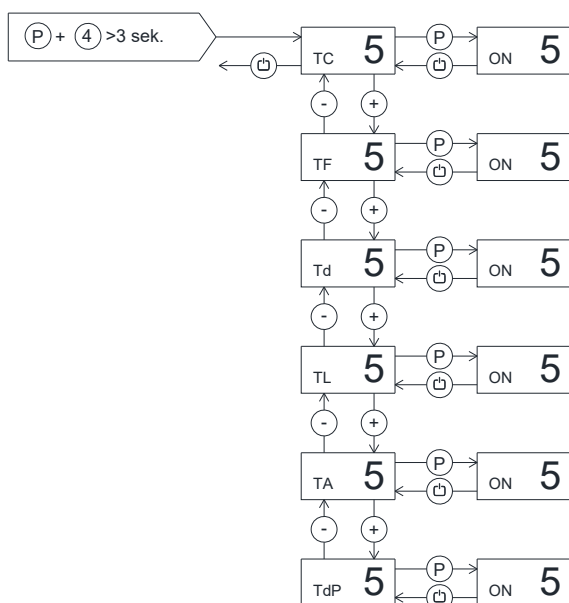 P + 4 >3 sek.
TC 5 P ON 5
- +
TF 5 P ON 5
- +
Td 5 P ON 5
- +
TL 5 P ON 5
- +
TA 5 P ON 5
- +
TdP 5 P ON 5